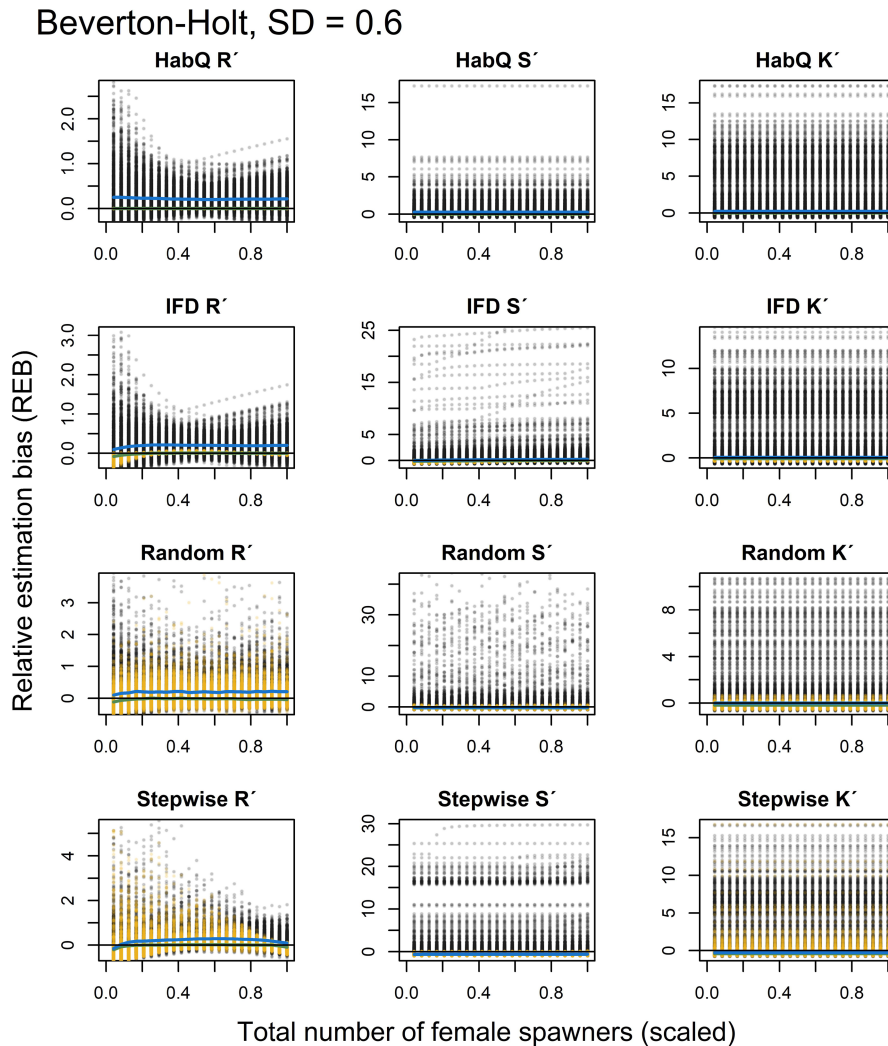 Beverton-Holt, SD = 0.6
HabQ R´ HabQ S´ HabQ K´
0.0 1.0 2.0
0 5 10 15
0 5 10 15
0.0 0.4 0.8 0.0 0.4 0.8 0.0 0.4 0.8
IFD R´ IFD S´ IFD K´
0.0 1.0 2.0 3.0
0 5 15 25
0 5 10
0.0 0.4 0.8 0.0 0.4 0.8 0.0 0.4 0.8
Relative estimation bias (REB)
Random R´ Random S´ Random K´
0 1 2 3
0 10 30
0 4 8
0.0 0.4 0.8 0.0 0.4 0.8 0.0 0.4 0.8
Stepwise R´ Stepwise S´ Stepwise K´
0 2 4
0 10 20 30
0 5 10 15
0.0 0.4 0.8 0.0 0.4 0.8 0.0 0.4 0.8
Total number of female spawners (scaled)